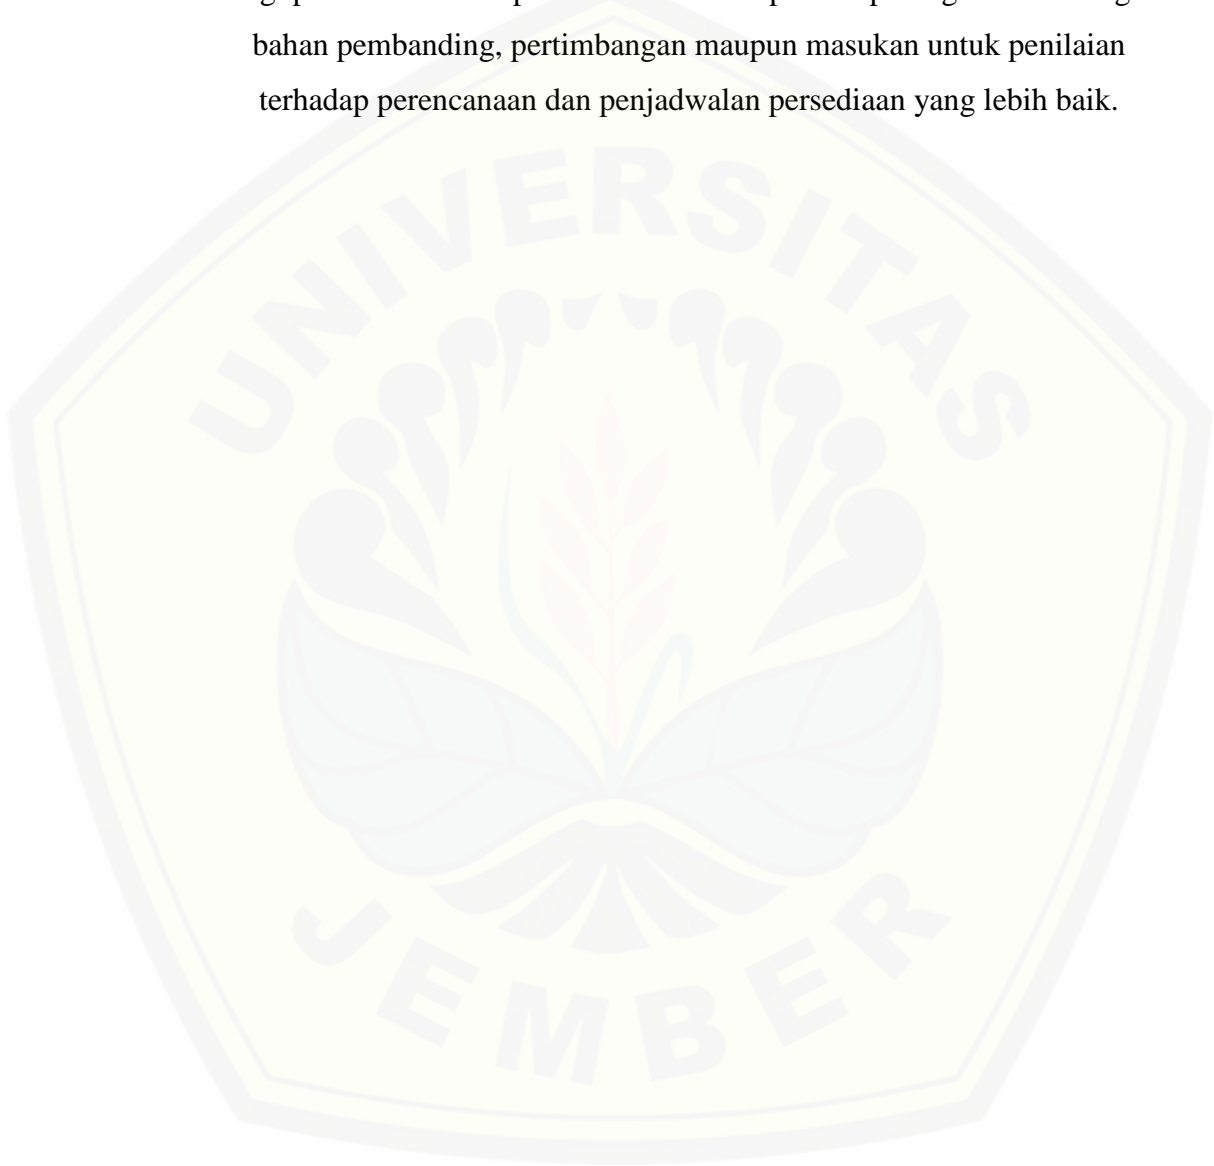 bahan pembanding, pertimbangan maupun masukan untuk penilaian
terhadap perencanaan dan penjadwalan persediaan yang lebih baik.
UNIVERSITAS
JEMBER